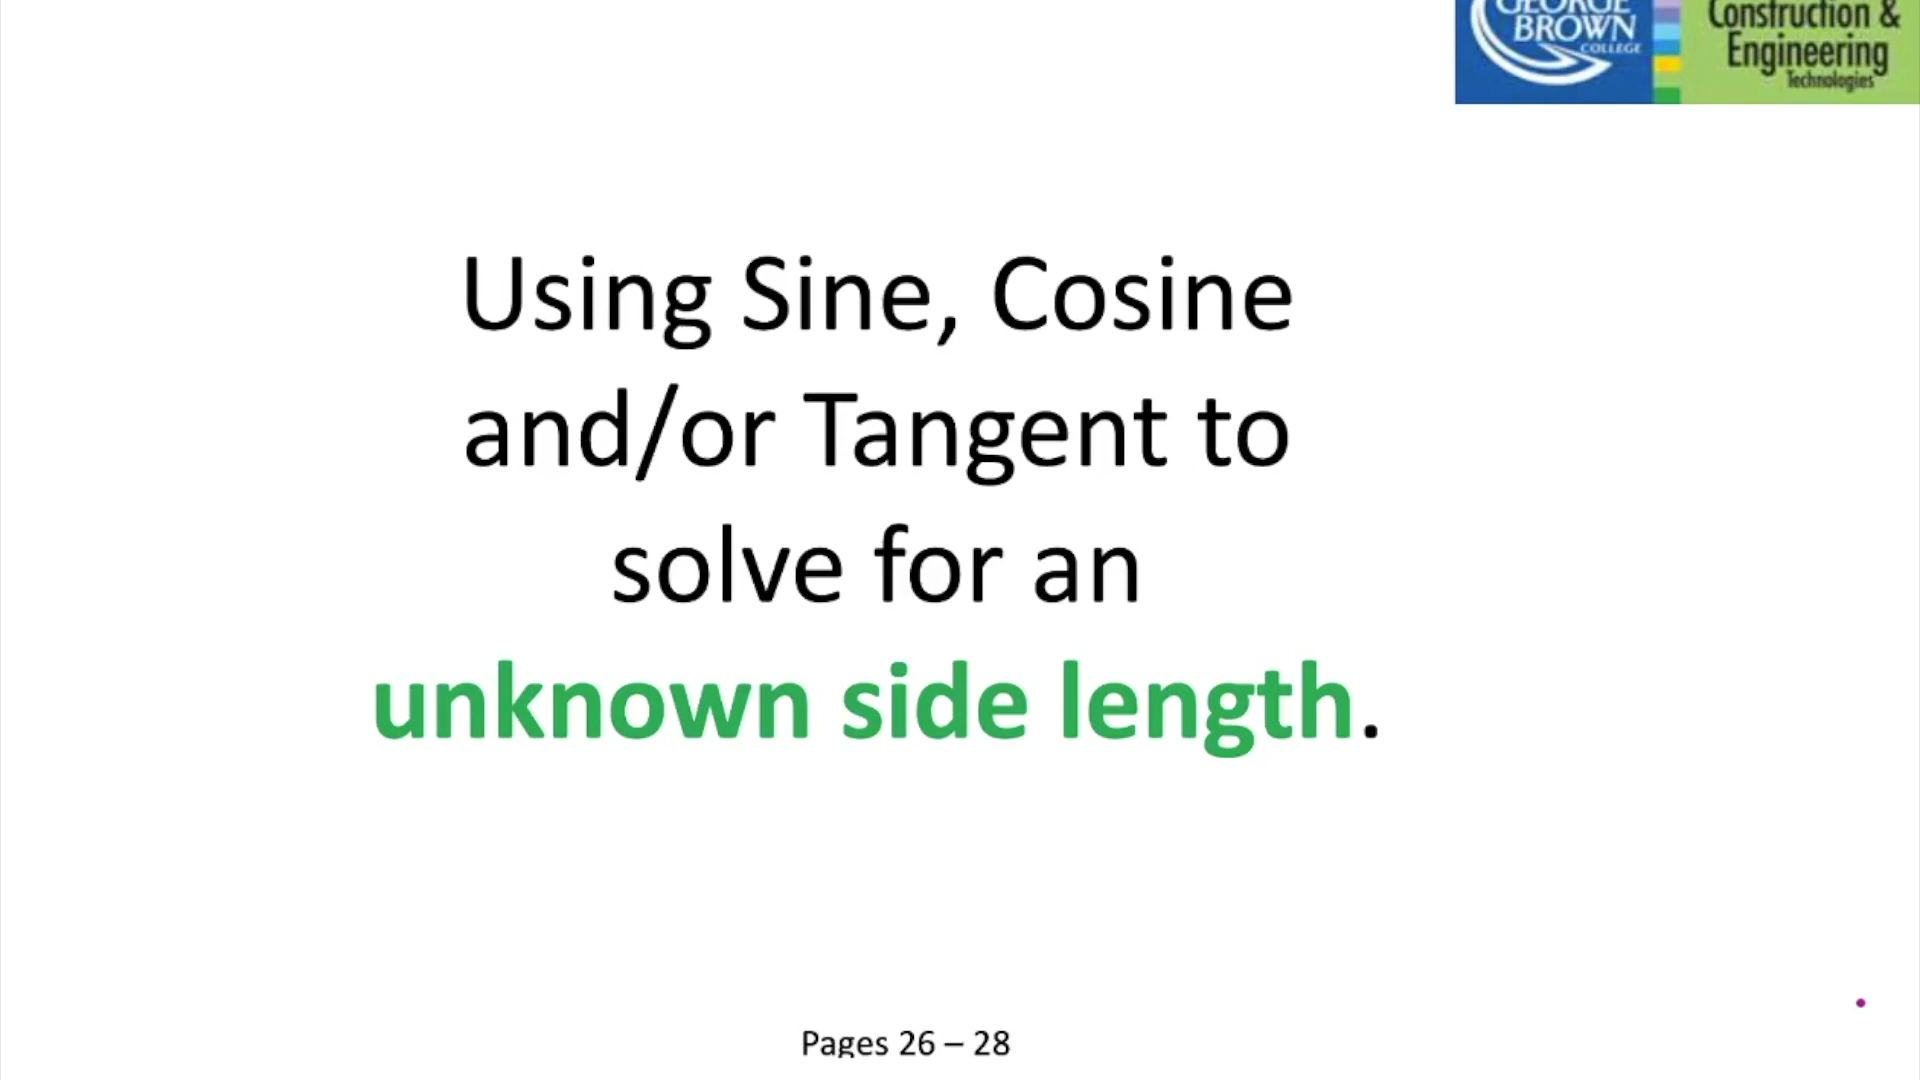 GEORGE
BROWN
COLLEGE
Construction &
Engineering
Technologies
Using Sine, Cosine
and/or Tangent to
solve for an
unknown side length.
Pages 26 – 28